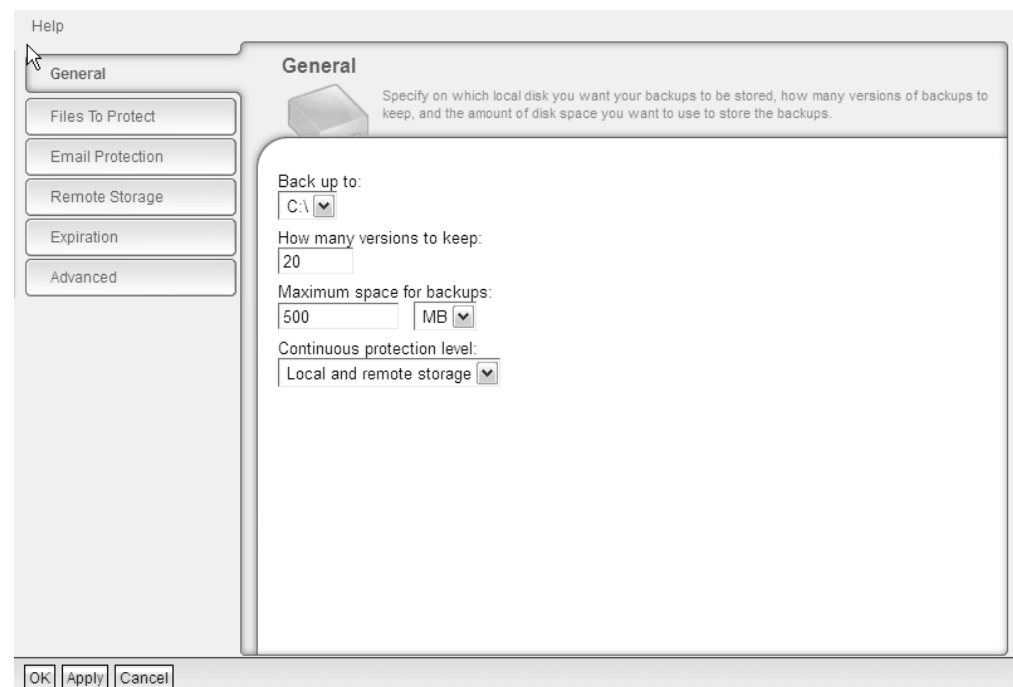 Help
General
Files To Protect
Email Protection
Remote Storage
Expiration
Advanced
General
Specify on which local disk you want your backups to be stored, how many versions of backups to
keep, and the amount of disk space you want to use to store the backups.
Back up to:
C:\
How many versions to keep:
20
Maximum space for backups:
500 MB
Continuous protection level:
Local and remote storage
OK Apply Cancel